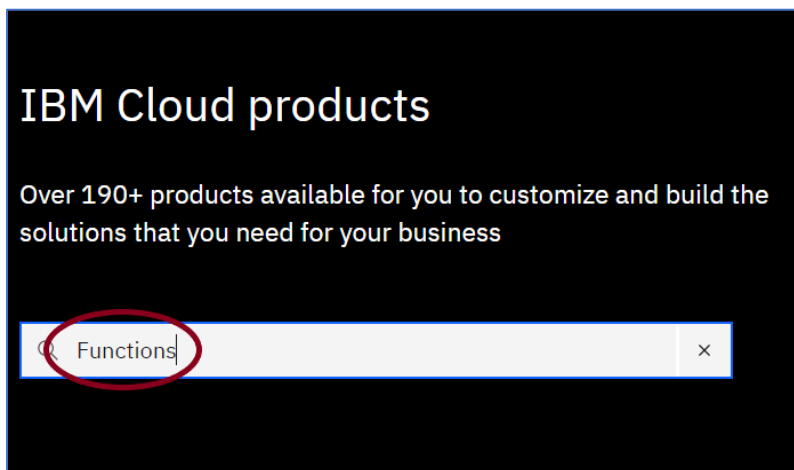 IBM Cloud products
Over 190+ products available for you to customize and build the
solutions that you need for your business
Functions